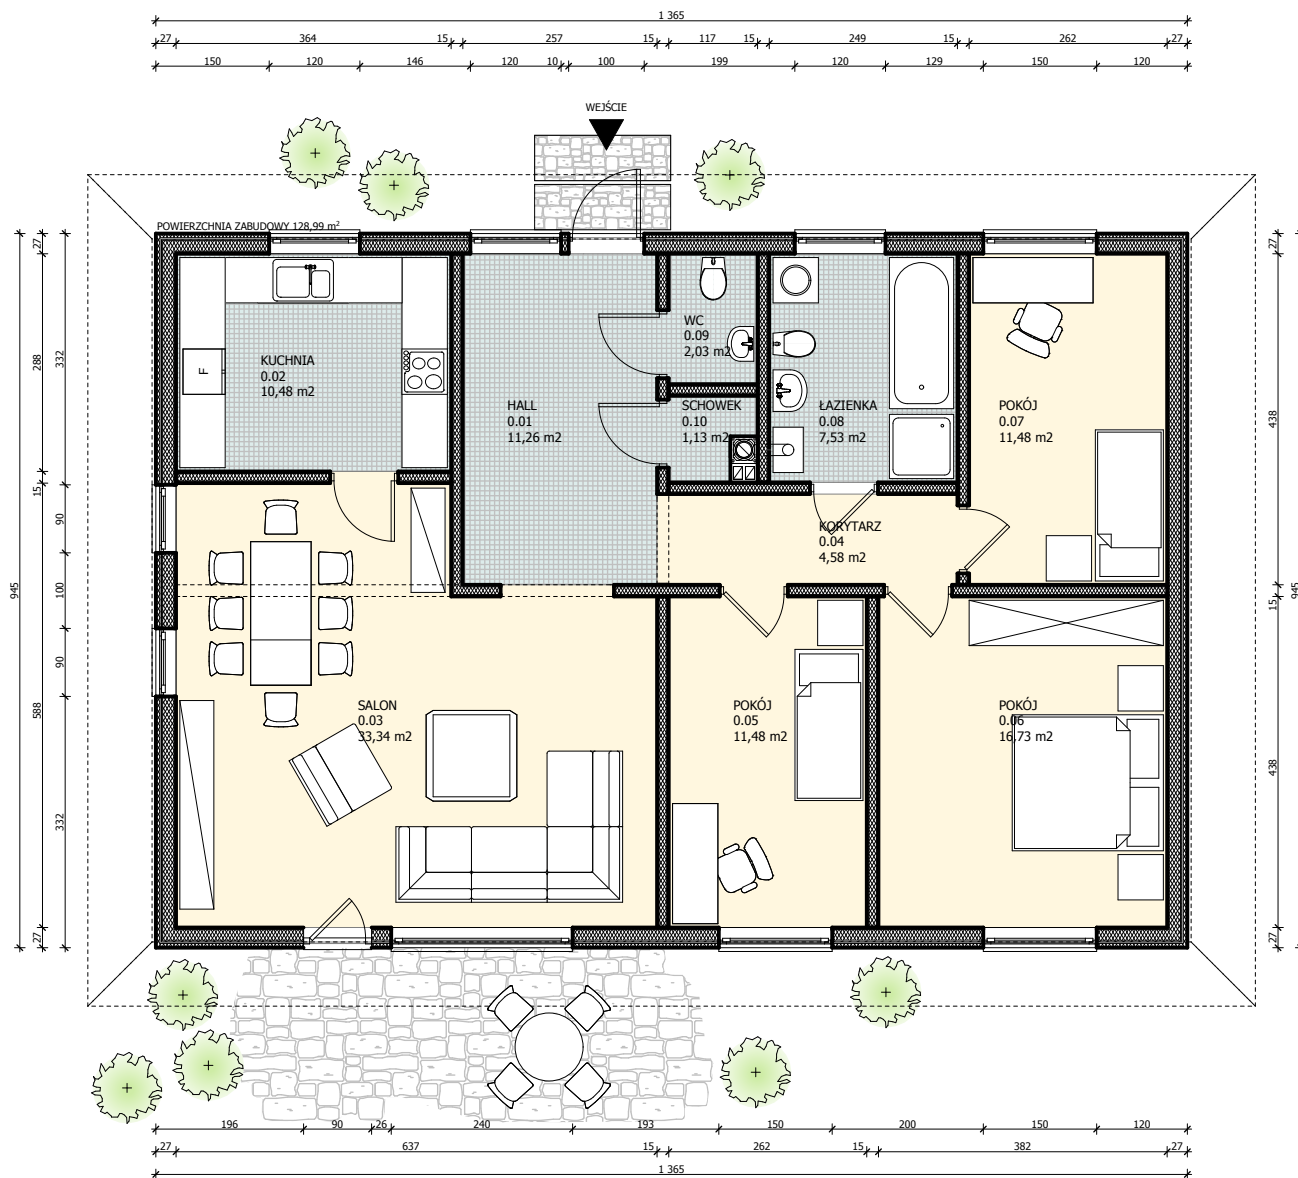 1 365
27 364 15 257 15 117 15 249 15 262 27
150 120 146 120 10 100 199 120 129 150 120
WEJŚCIE
POWIERZCHNIA ZABUDOWY 128,99 m²
27
27
WC
0.09
2,03 m2
KUCHNIA
0.02
10,48 m2
F
288
332
HALL
0.01
11,26 m2
SCHOWEK
0.10
1,13 m2
ŁAZIENKA
0.08
7,53 m2
POKÓJ
0.07
11,48 m2
438
15
90
KORYTARZ
0.04
4,58 m2
945
100
15
945
90
588
SALON
0.03
33,34 m2
POKÓJ
0.05
11,48 m2
POKÓJ
0.06
16,73 m2
438
332
27
27
196 90 26 240 193 150 200 150 120
27 637 15 262 15 382 27
1 365